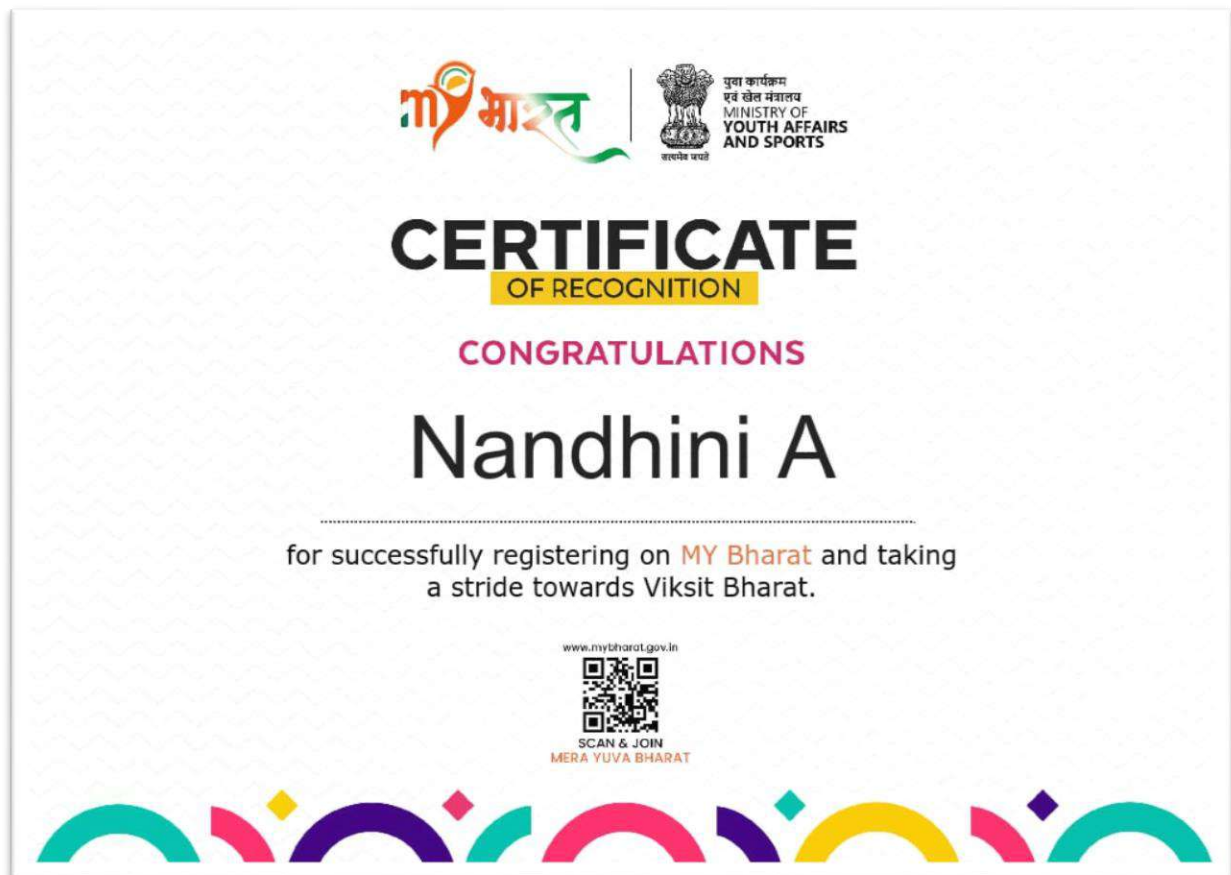 my भारत
युवा कार्यक्रम
एवं खेल मंत्रालय
MINISTRY OF
YOUTH AFFAIRS
AND SPORTS
सत्यमेव जयते
CERTIFICATE
OF RECOGNITION
CONGRATULATIONS
Nandhini A
for successfully registering on MY Bharat and taking
a stride towards Viksit Bharat.
www.mybharat.gov.in
SCAN & JOIN
MERA YUVA BHARAT